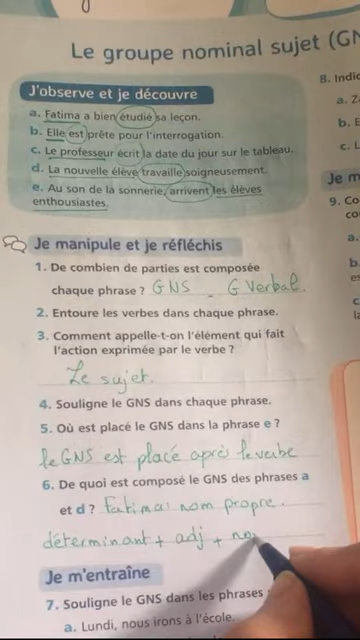 Le groupe nominal sujet (GN
J'observe et je découvre
a. Fatima a bien étudié sa leçon.
b. Elle est prête pour l'interrogation.
c. Le professeur écrit la date du jour sur le tableau.
d. La nouvelle élève travaille soigneusement.
e. Au son de la sonnerie, arrivent les élèves
enthousiastes.
Je manipule et je réfléchis
1. De combien de parties est composée
chaque phrase ? GNS _ G Verbal.
2. Entoure les verbes dans chaque phrase.
3. Comment appelle-t-on l'élément qui fait
l'action exprimée par le verbe ?
Le sujet.
4. Souligne le GNS dans chaque phrase.
5. Où est placé le GNS dans la phrase e ?
le GNS est placé après le verbe
6. De quoi est composé le GNS des phrases a
et d ? Fatima: nom propre.
déterminant + adj + no
Je m'entraîne
7. Souligne le GNS dans les phrases
a. Lundi, nous irons à l'école.
8. Indic
a. Z
b. E
c. L
Je m
9. Co
co
a.
b.
es
c.
la